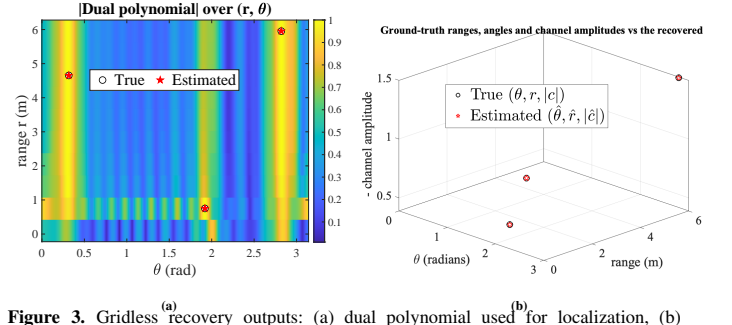 |Dual polynomial| over (r, θ)
6
5
4
3
2
1
0
range r (m)
True Estimated
0 0.5 1 1.5 2 2.5 3
θ (rad)
1
0.9
0.8
0.7
0.6
0.5
0.4
0.3
0.2
0.1
(a)
Ground-truth ranges, angles and channel amplitudes vs the recovered
1.5
1
0.5
- channel amplitude
True (θ, r, |c|)
Estimated (θ̂, r̂, |ĉ|)
0
1
2
3
θ (radians)
0
2
4
6
range (m)
(b)
Figure 3. Gridless recovery outputs: (a) dual polynomial used for localization, (b)